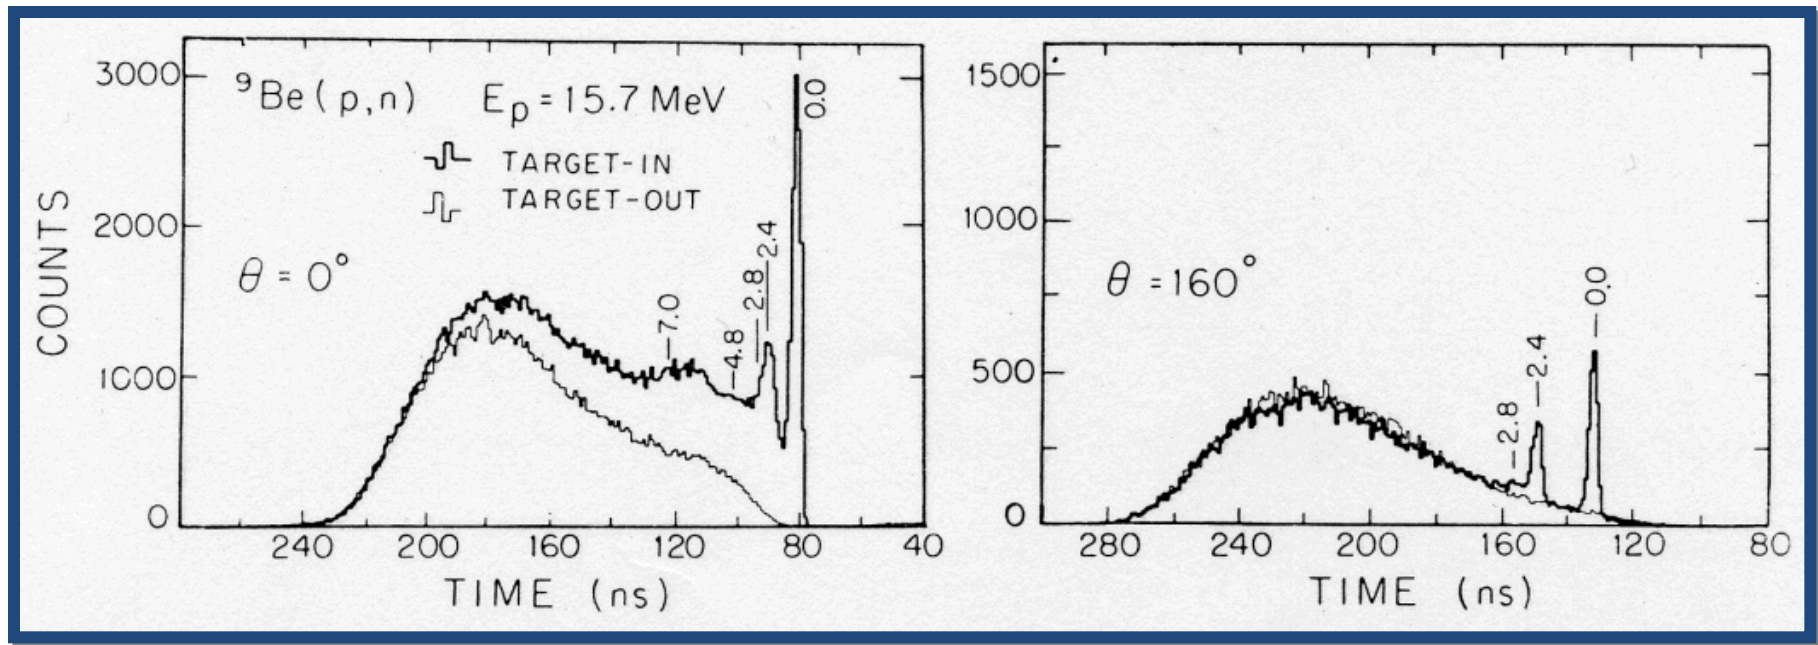 ⁹Be(p,n) Eₚ = 15.7 MeV
TARGET-IN
TARGET-OUT
θ = 0°
COUNTS
3000
2000
1000
0
7.0
4.8
2.8
2.4
0.0
240 200 160 120 80 40
TIME (ns)
θ = 160°
1500
1000
500
0
2.8
2.4
0.0
280 240 200 160 120 80
TIME (ns)